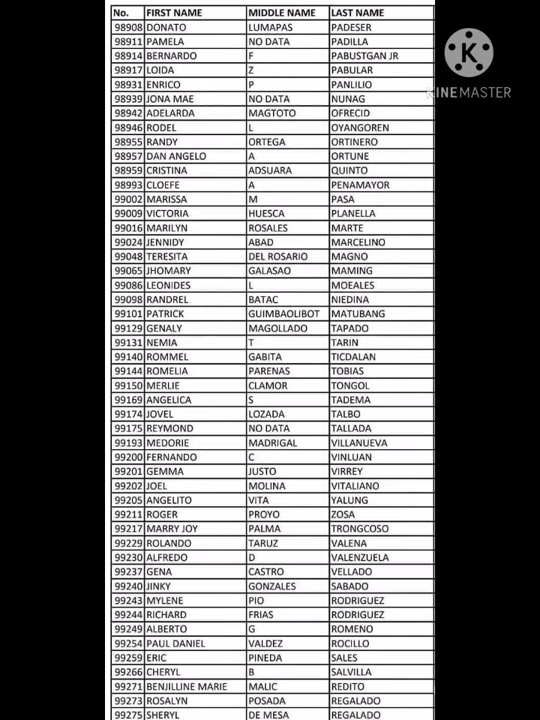 No. FIRST NAME MIDDLE NAME LAST NAME
98908 DONATO LUMAPAS PADESER
98911 PAMELA NO DATA PADILLA
98914 BERNARDO F PABUSTGAN JR
98917 LOIDA Z PABULAR
98931 ENRICO P PANLILIO
98939 JONA MAE NO DATA NUNAG
98942 ADELARDA MAGTOTO OFRECID
98946 RODEL L OYANGOREN
98955 RANDY ORTEGA ORTINERO
98957 DAN ANGELO A ORTUNE
98959 CRISTINA ADSUARA QUINTO
98993 CLOEFE A PENAMAYOR
99002 MARISSA M PASA
99009 VICTORIA HUESCA PLANELLA
99016 MARILYN ROSALES MARTE
99024 JENNIDY ABAD MARCELINO
99048 TERESITA DEL ROSARIO MAGNO
99065 JHOMARY GALASAO MAMING
99086 LEONIDES L MOEALES
99098 RANDREL BATAC NIEDINA
99101 PATRICK GUIMBAOLIBOT MATUBANG
99129 GENALY MAGOLLADO TAPADO
99131 NEMIA T TARIN
99140 ROMMEL GABITA TICDALAN
99144 ROMELIA PARENAS TOBIAS
99150 MERLIE CLAMOR TONGOL
99169 ANGELICA S TADEMA
99174 JOVEL LOZADA TALBO
99175 REYMOND NO DATA TALLADA
99193 MEDORIE MADRIGAL VILLANUEVA
99200 FERNANDO C VINLUAN
99201 GEMMA JUSTO VIRREY
99202 JOEL MOLINA VITALIANO
99205 ANGELITO VITA YALUNG
99211 ROGER PROYO ZOSA
99217 MARRY JOY PALMA TRONGCOSO
99229 ROLANDO TARUZ VALENA
99230 ALFREDO D VALENZUELA
99237 GENA CASTRO VELLADO
99240 JINKY GONZALES SABADO
99243 MYLENE PIO RODRIGUEZ
99244 RICHARD FRIAS RODRIGUEZ
99249 ALBERTO G ROMENO
99254 PAUL DANIEL VALDEZ ROCILLO
99259 ERIC PINEDA SALES
99266 CHERYL B SALVILLA
99271 BENJILLINE MARIE MALIC REDITO
99273 ROSALYN POSADA REGALADO
99275 SHERYL DE MESA REGALADO
K
KINEMASTER